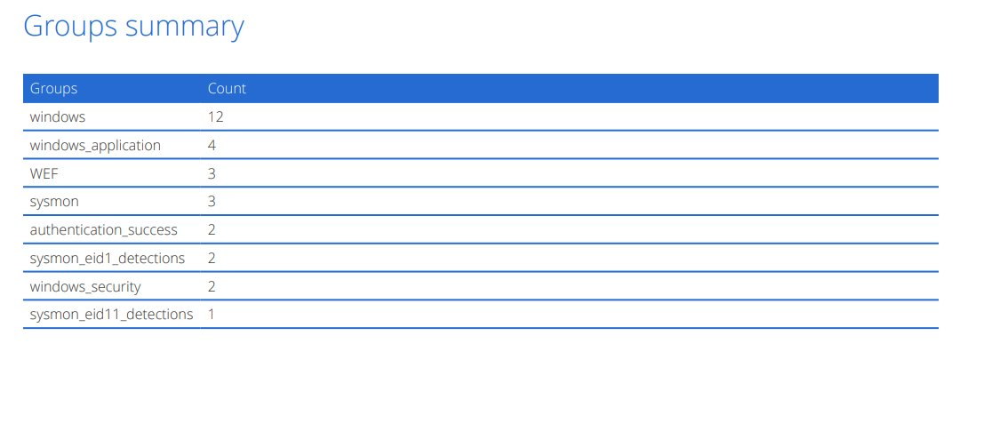 Groups summary
Groups Count
windows 12
windows_application 4
WEF 3
sysmon 3
authentication_success 2
sysmon_eid1_detections 2
windows_security 2
sysmon_eid11_detections 1